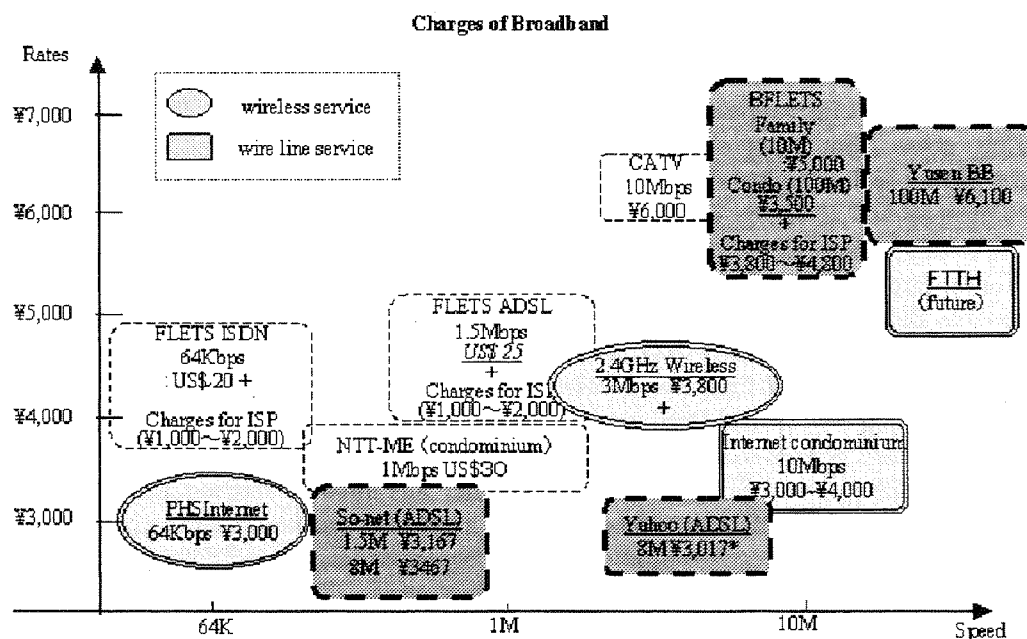 Charges of Broadband
Rates
wireless service
wire line service
¥7,000
¥6,000
¥5,000
¥4,000
¥3,000
BFLETS
Family
(10M)
¥5,000
Condo (100M)
¥3,500
+
Charges for ISP
¥3,800～¥4,800
CATV
10Mbps
¥6,000
Yusen BB
100M ¥6,100
FTTH
(future)
FLETS ISDN
64Kbps
US$ 20 +
Charges for ISP
(¥1,000～¥2,000)
FLETS ADSL
1.5Mbps
US$ 25
+
Charges for ISP
(¥1,000～¥2,000)
2.4GHz Wireless
3Mbps ¥3,800
+
NTT-ME (condominium)
1Mbps US$30
Internet condominium
10Mbps
¥3,000~¥4,000
PHS Internet
64Kbps ¥3,000
So-net (ADSL)
1.5M ¥3,167
8M ¥3467
Yahoo (ADSL)
8M ¥3,017*
64K
1M
10M
Speed